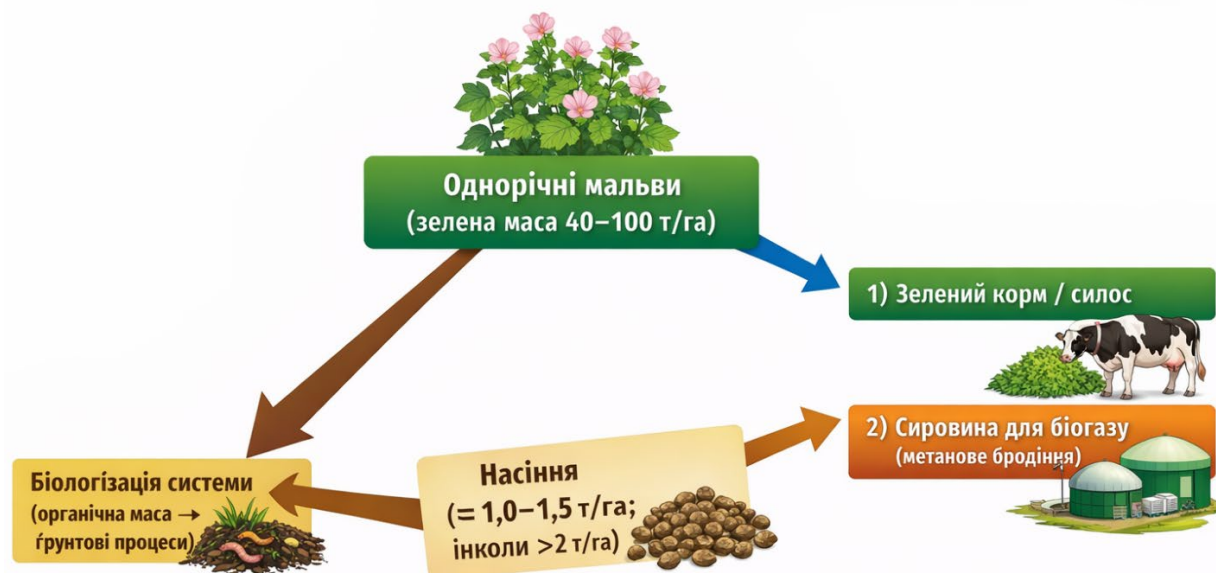 Однорічні мальви
(зелена маса 40–100 т/га)
1) Зелений корм / силос
2) Сировина для біогазу
(метанове бродіння)
Насіння
(= 1,0–1,5 т/га;
інколи >2 т/га)
Біологізація системи
(органічна маса →
ґрунтові процеси)